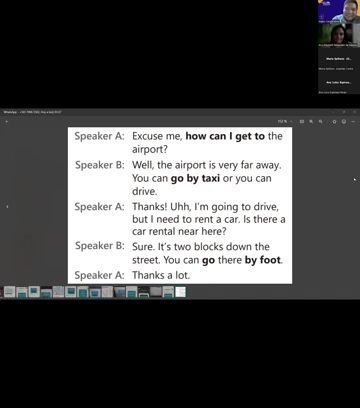 Speaker A: Excuse me, how can I get to the
airport?
Speaker B: Well, the airport is very far away.
You can go by taxi or you can
drive.
Speaker A: Thanks! Uhh, I'm going to drive,
but I need to rent a car. Is there a
car rental near here?
Speaker B: Sure. It's two blocks down the
street. You can go there by foot.
Speaker A: Thanks a lot.